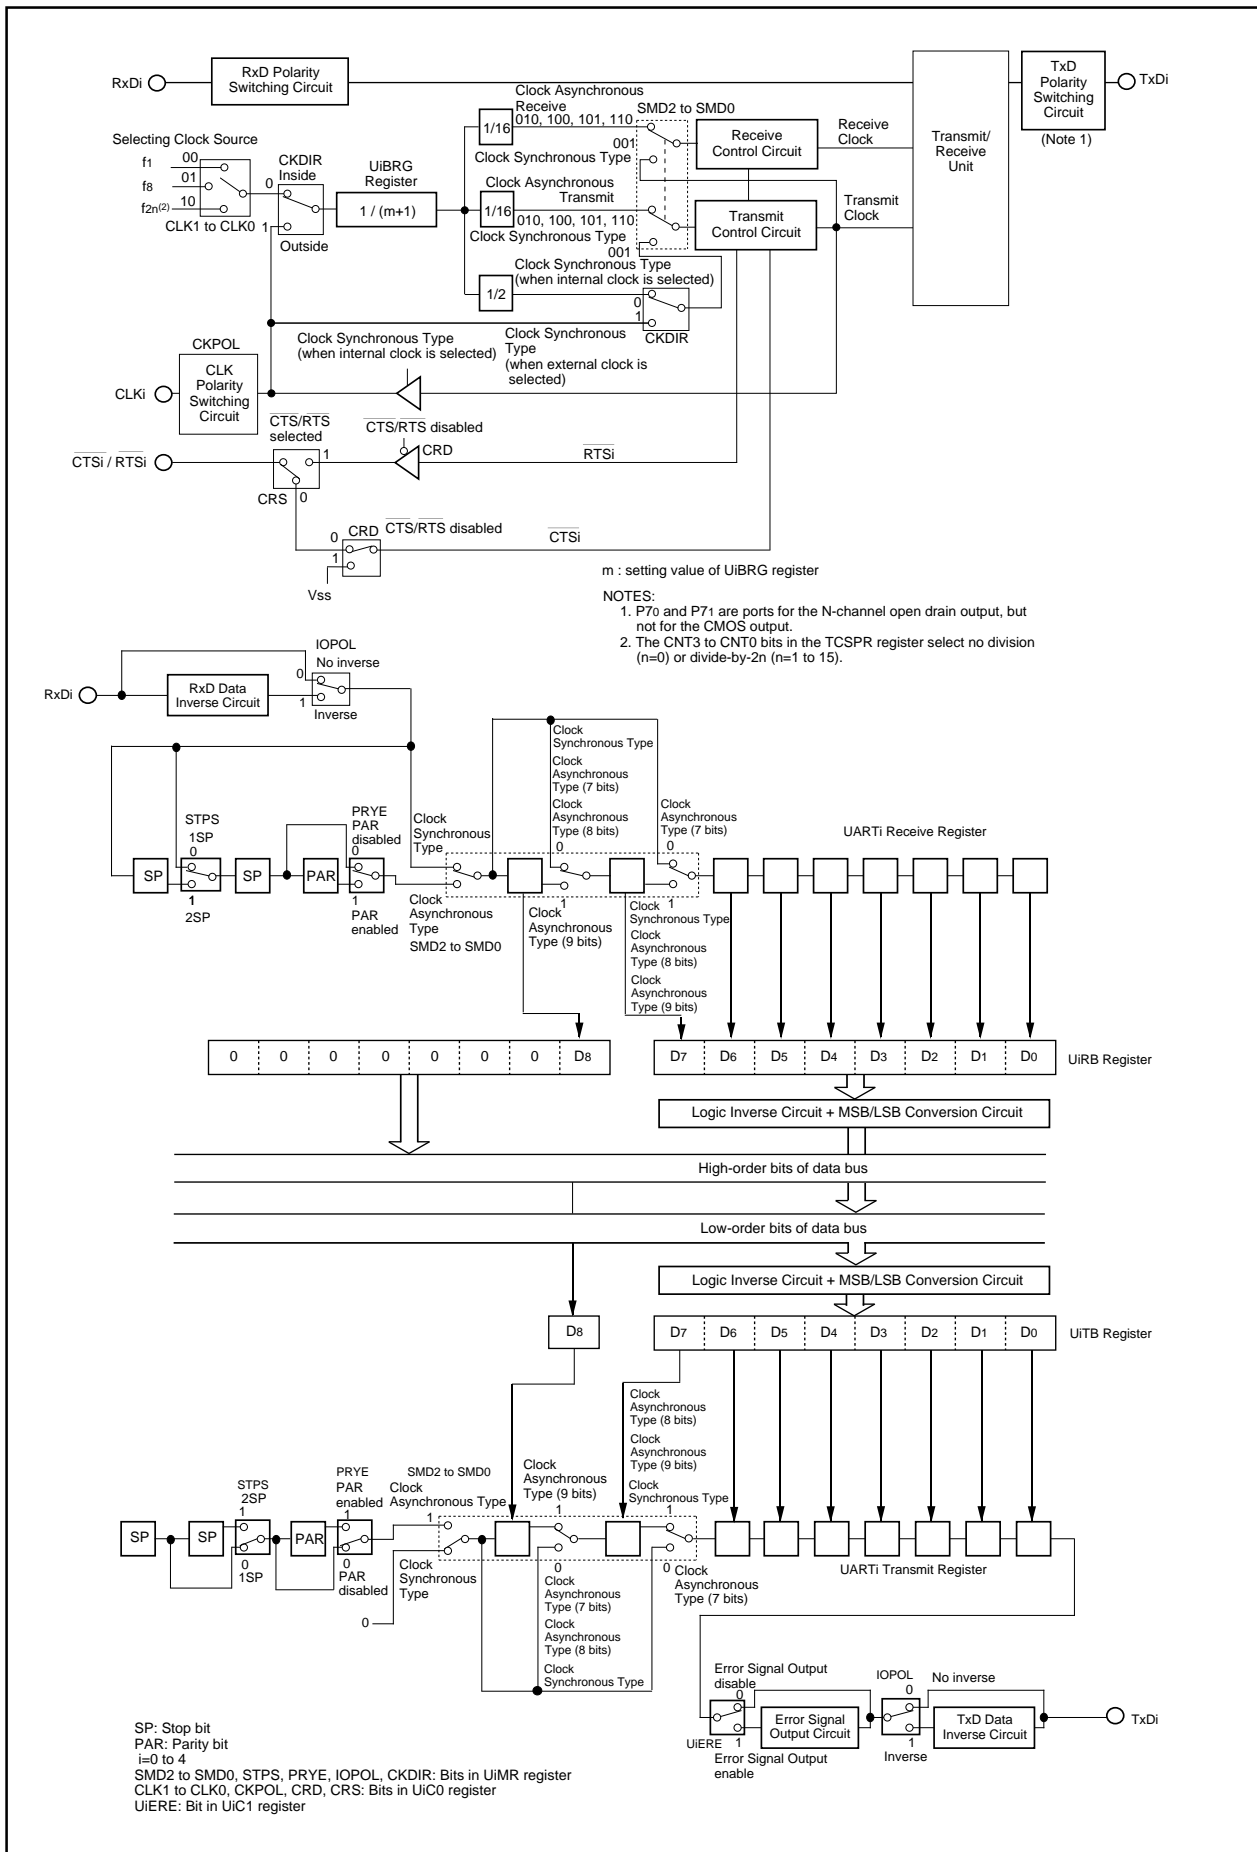 RxDi
RxD Polarity
Switching Circuit
TxD
Polarity
Switching
Circuit
(Note 1)
TxDi
Selecting Clock Source
f1
00
f8
01
f2n(2)
10
CLK1 to CLK0
CKDIR
Inside
0
1
Outside
UiBRG
Register
1 / (m+1)
Clock Asynchronous
Receive
1/16
010, 100, 101, 110
Clock Synchronous Type
001
SMD2 to SMD0
Receive
Control Circuit
Receive
Clock
Transmit/
Receive
Unit
Clock Asynchronous
Transmit
1/16
010, 100, 101, 110
Clock Synchronous Type
001
Transmit
Control Circuit
Transmit
Clock
Clock Synchronous Type
(when internal clock is selected)
1/2
0
1
CKDIR
Clock Synchronous Type
(when internal clock is selected)
Clock Synchronous
Type
(when external clock is
selected)
CKPOL
CLKi
CLK
Polarity
Switching
Circuit
CTS/RTS
selected
CTS/RTS disabled
CTSi / RTSi
1
CRD
RTSi
CRS
0
CRD
CTS/RTS disabled
0
1
CTSi
Vss
m : setting value of UiBRG register
NOTES:
1. P70 and P71 are ports for the N-channel open drain output, but
not for the CMOS output.
2. The CNT3 to CNT0 bits in the TCSPR register select no division
(n=0) or divide-by-2n (n=1 to 15).
IOPOL
No inverse
0
RxDi
RxD Data
Inverse Circuit
1
Inverse
Clock
Synchronous Type
Clock
Asynchronous
Type (7 bits)
Clock
Asynchronous
Type (8 bits)
0
Clock
Asynchronous
Type (7 bits)
0
STPS
1SP
0
PRYE
PAR
disabled
0
Clock
Synchronous
Type
UARTi Receive Register
SP
SP
PAR
1
2SP
1
PAR
enabled
Clock
Asynchronous
Type
SMD2 to SMD0
1
Clock
Asynchronous
Type (9 bits)
1
Clock
Synchronous Type
Clock
Asynchronous
Type (8 bits)
Clock
Asynchronous
Type (9 bits)
0 0 0 0 0 0 0 D8
D7 D6 D5 D4 D3 D2 D1 D0
UiRB Register
Logic Inverse Circuit + MSB/LSB Conversion Circuit
High-order bits of data bus
Low-order bits of data bus
Logic Inverse Circuit + MSB/LSB Conversion Circuit
D8
D7 D6 D5 D4 D3 D2 D1 D0
UiTB Register
Clock
Asynchronous
Type (8 bits)
Clock
Asynchronous
Type (9 bits)
Clock
Synchronous Type
1
Clock
Asynchronous
Type (9 bits)
1
STPS
2SP
1
PRYE
PAR
enabled
1
SMD2 to SMD0
Clock
Asynchronous Type
1
SP
SP
PAR
0
1SP
0
PAR
disabled
Clock
Synchronous
Type
0
0
Clock
Asynchronous
Type (7 bits)
Clock
Asynchronous
Type (8 bits)
Clock
Synchronous Type
0
Clock
Asynchronous
Type (7 bits)
UARTi Transmit Register
Error Signal Output
disable
0
UiERE
1
Error Signal Output
enable
Error Signal
Output Circuit
IOPOL
0
No inverse
1
Inverse
TxD Data
Inverse Circuit
TxDi
SP: Stop bit
PAR: Parity bit
i=0 to 4
SMD2 to SMD0, STPS, PRYE, IOPOL, CKDIR: Bits in UiMR register
CLK1 to CLK0, CKPOL, CRD, CRS: Bits in UiC0 register
UiERE: Bit in UiC1 register